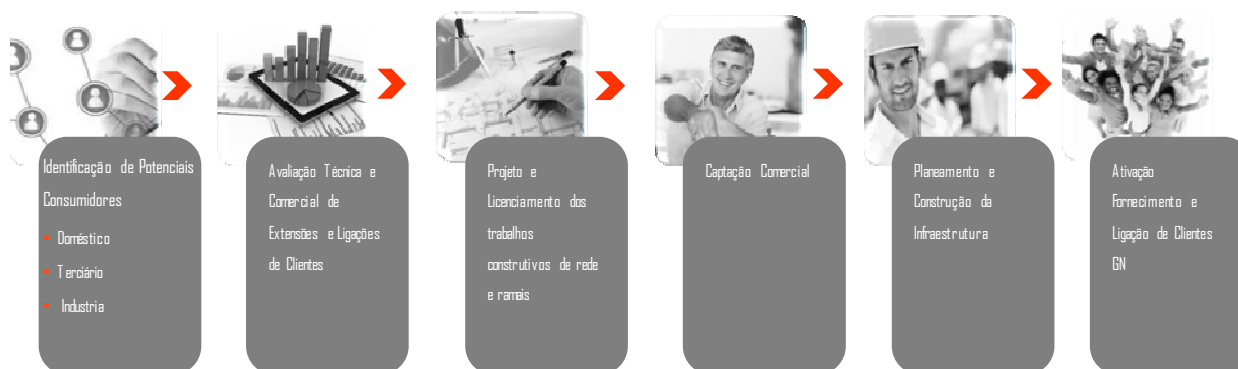 Identificação de Potenciais
Consumidores
Doméstico
Terciário
Industria
Avaliação Técnica e
Comercial de
Extensões e Ligações
de Clientes
Projeto e
Licenciamento dos
trabalhos
construtivos de rede
e ramais
Captação Comercial
Planeamento e
Construção da
Infraestrutura
Ativação
Fornecimento e
Ligação de Clientes
GN